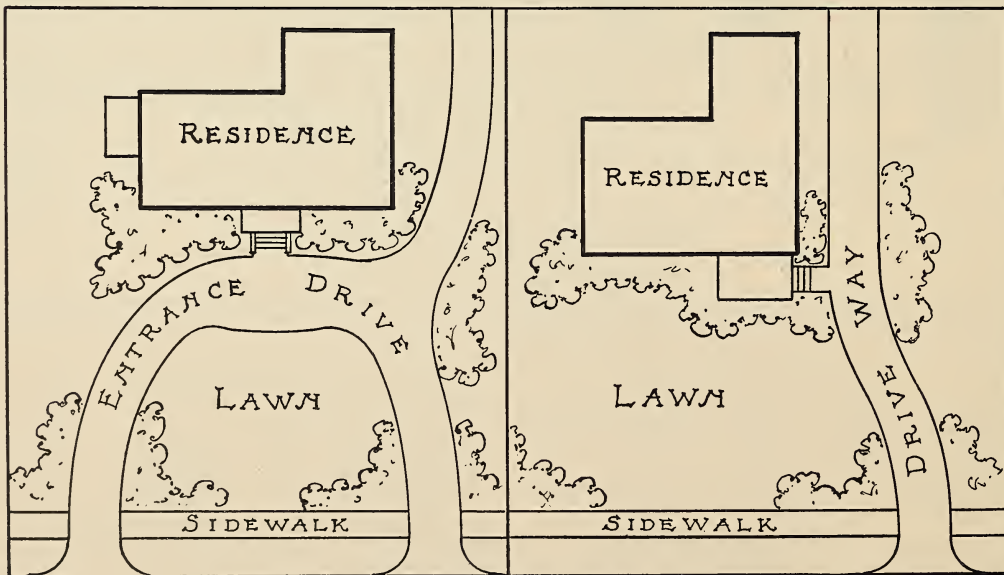 RESIDENCE
ENTRANCE DRIVE
LAWN
SIDEWALK
RESIDENCE
DRIVE WAY
LAWN
SIDEWALK